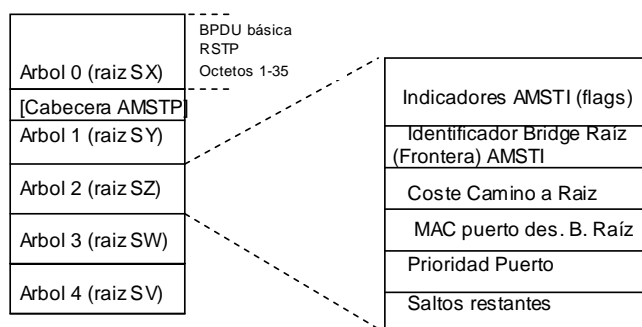 BPDU básica
RSTP
Octetos 1-35
Arbol 0 (raiz SX)
[Cabecera AMSTP]
Arbol 1 (raiz SY)
Arbol 2 (raiz SZ)
Arbol 3 (raiz SW)
Arbol 4 (raiz SV)
Indicadores AMSTI (flags)
Identificador Bridge Raíz
(Frontera) AMSTI
Coste Camino a Raiz
MAC puerto des. B. Raíz
Prioridad Puerto
Saltos restantes